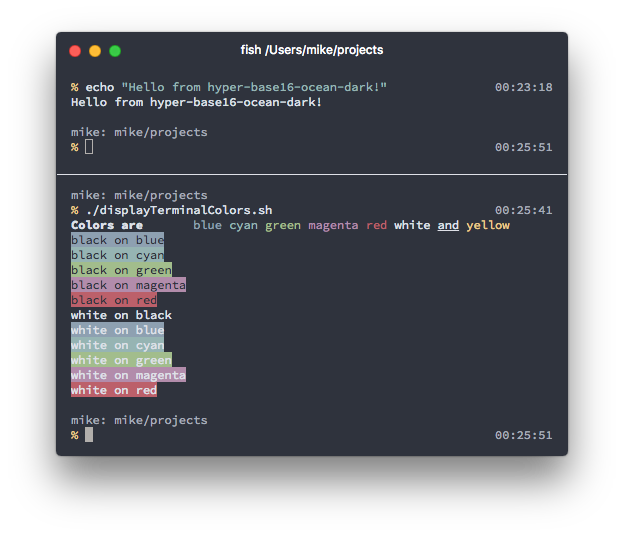 fish /Users/mike/projects
% echo "Hello from hyper-base16-ocean-dark!" 00:23:18
Hello from hyper-base16-ocean-dark!
mike: mike/projects
% 00:25:51
mike: mike/projects
% ./displayTerminalColors.sh 00:25:41
Colors are blue cyan green magenta red white and yellow
black on blue
black on cyan
black on green
black on magenta
black on red
white on black
white on blue
white on cyan
white on green
white on magenta
white on red
mike: mike/projects
% 00:25:51